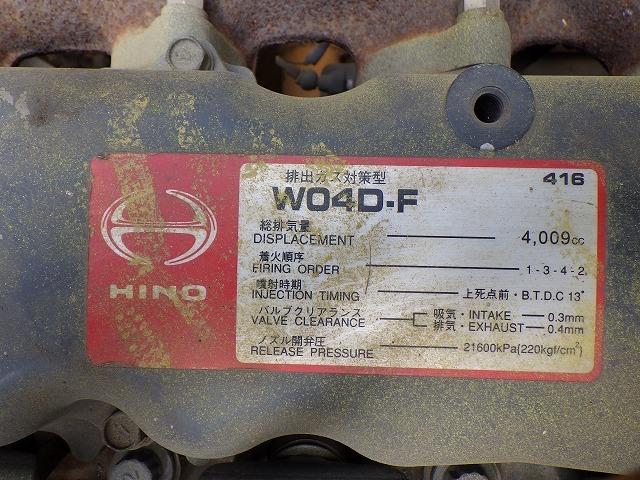 HINO
排出ガス対策型 416
W04D-F
総排気量
DISPLACEMENT 4,009cc
着火順序
FIRING ORDER 1-3-4-2
噴射時期
INJECTION TIMING 上死点前・B.T.D.C 13°
バルブクリアランス 吸気・INTAKE 0.3mm
VALVE CLEARANCE 排気・EXHAUST 0.4mm
ノズル開弁圧
RELEASE PRESSURE 21600kPa{220kgf/cm²}